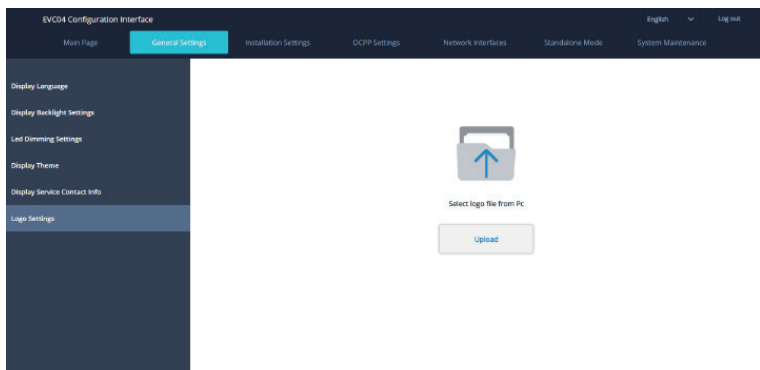 EVC04 Configuration Interface
English
Log out
Main Page
General Settings
Installation Settings
OCPP Settings
Network Interfaces
Standalone Mode
System Maintenance
Display Language
Display Backlight Settings
Led Dimming Settings
Display Theme
Display Service Contact Info
Logo Settings
Select logo file from Pc
Upload